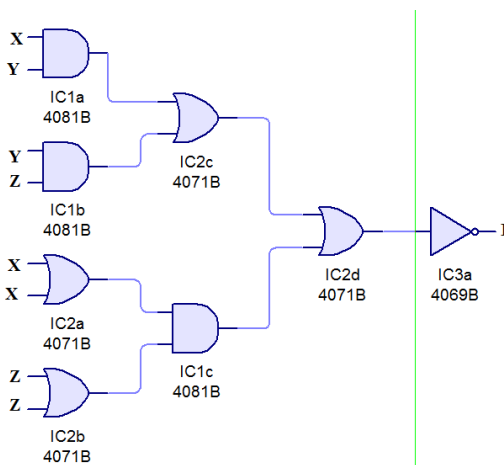 X
Y
IC1a
4081B
Y
Z
IC1b
4081B
IC2c
4071B
X
X
IC2a
4071B
Z
Z
IC2b
4071B
IC1c
4081B
IC2d
4071B
IC3a
4069B